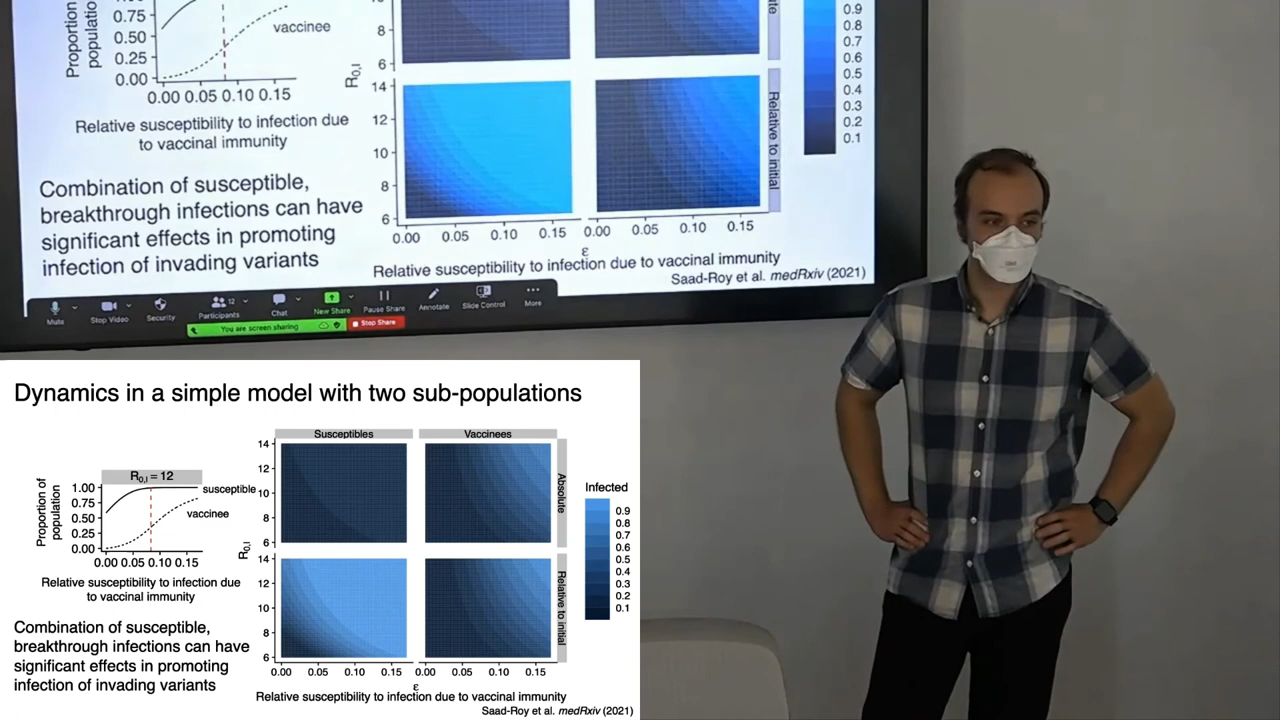 Proportion of
populatio
0.75
0.50
0.25
0.00
vaccinee
0.00 0.05 0.10 0.15
Relative susceptibility to infection due
to vaccinal immunity
Combination of susceptible,
breakthrough infections can have
significant effects in promoting
infection of invading variants
R0,I
8
6
14
12
10
8
6
0.00 0.05 0.10 0.15 0.00 0.05 0.10 0.15
ε
Relative susceptibility to infection due to vaccinal immunity
Saad-Roy et al. medRxiv (2021)
Relative to initial
0.9
0.8
0.7
0.6
0.5
0.4
0.3
0.2
0.1
Mute Stop Video Security Participants 12 Chat New Share Pause Share Annotate Slide Control More
You are screen sharing Stop Share
Dynamics in a simple model with two sub-populations
R0,I = 12
Proportion of
population
1.00
0.75
0.50
0.25
0.00
susceptible
vaccinee
0.00 0.05 0.10 0.15
Relative susceptibility to infection due
to vaccinal immunity
Combination of susceptible,
breakthrough infections can have
significant effects in promoting
infection of invading variants
Susceptibles Vaccinees
R0,I
14
12
10
8
6
Absolute
14
12
10
8
6
Relative to initial
0.00 0.05 0.10 0.15 0.00 0.05 0.10 0.15
ε
Relative susceptibility to infection due to vaccinal immunity
Saad-Roy et al. medRxiv (2021)
Infected
0.9
0.8
0.7
0.6
0.5
0.4
0.3
0.2
0.1